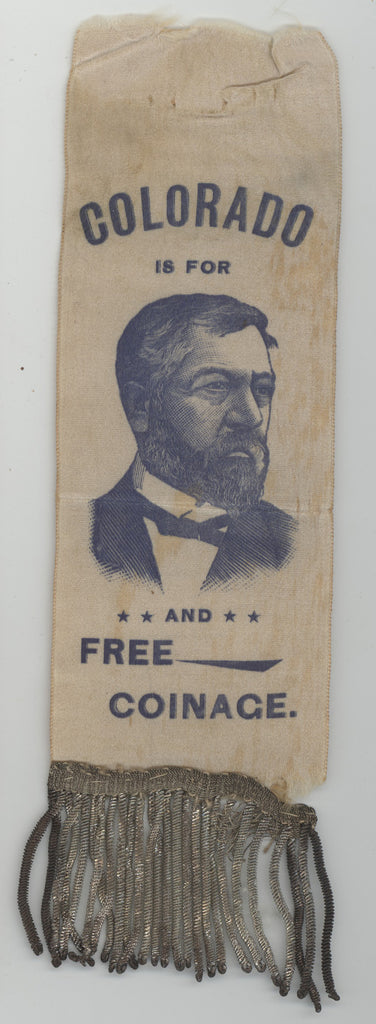 COLORADO
IS FOR
★ ★ AND ★ ★
FREE
COINAGE.